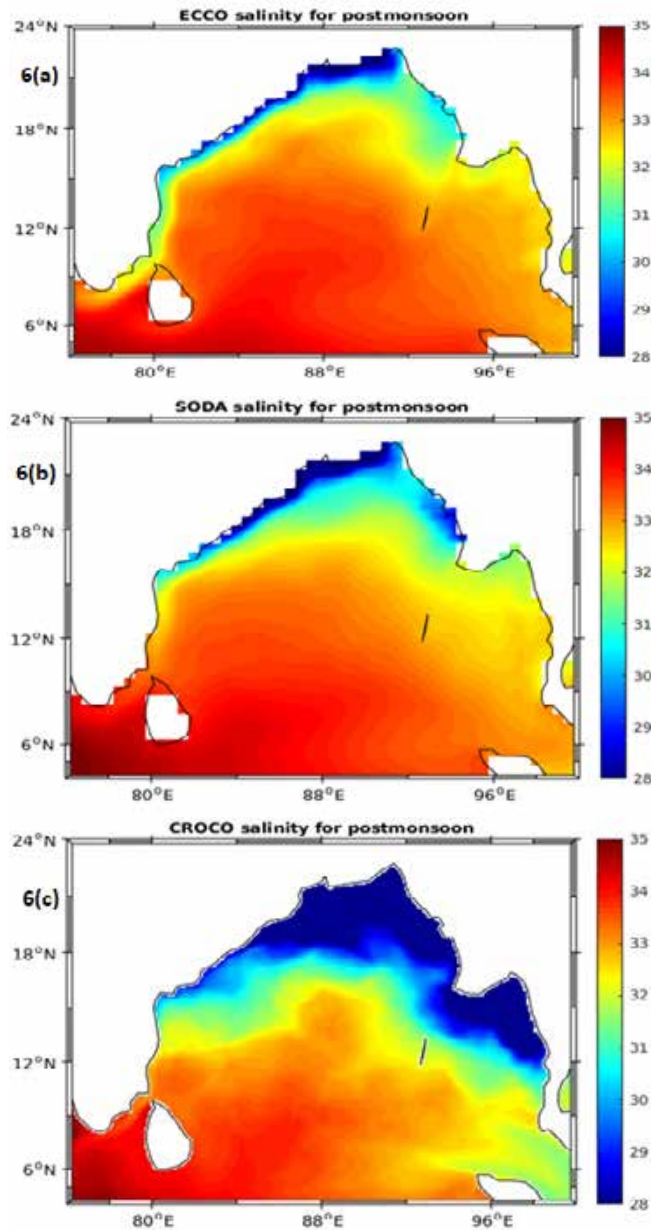 ECCO salinity for postmonsoon
6(a)
24°N
18°N
12°N
6°N
80°E
88°E
96°E
35
34
33
32
31
30
29
28
SODA salinity for postmonsoon
6(b)
24°N
18°N
12°N
6°N
80°E
88°E
96°E
35
34
33
32
31
30
29
28
CROCO salinity for postmonsoon
6(c)
24°N
18°N
12°N
6°N
80°E
88°E
96°E
35
34
33
32
31
30
29
28